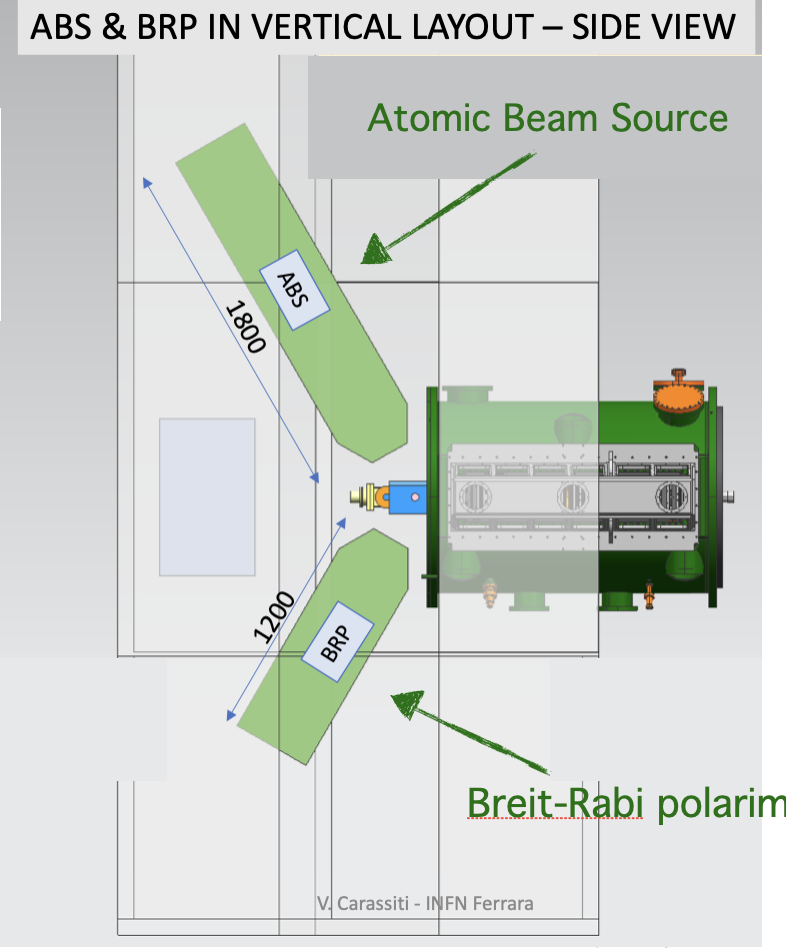 ABS & BRP IN VERTICAL LAYOUT – SIDE VIEW
Atomic Beam Source
ABS
1800
1200
BRP
Breit-Rabi polarim
V. Carassiti - INFN Ferrara